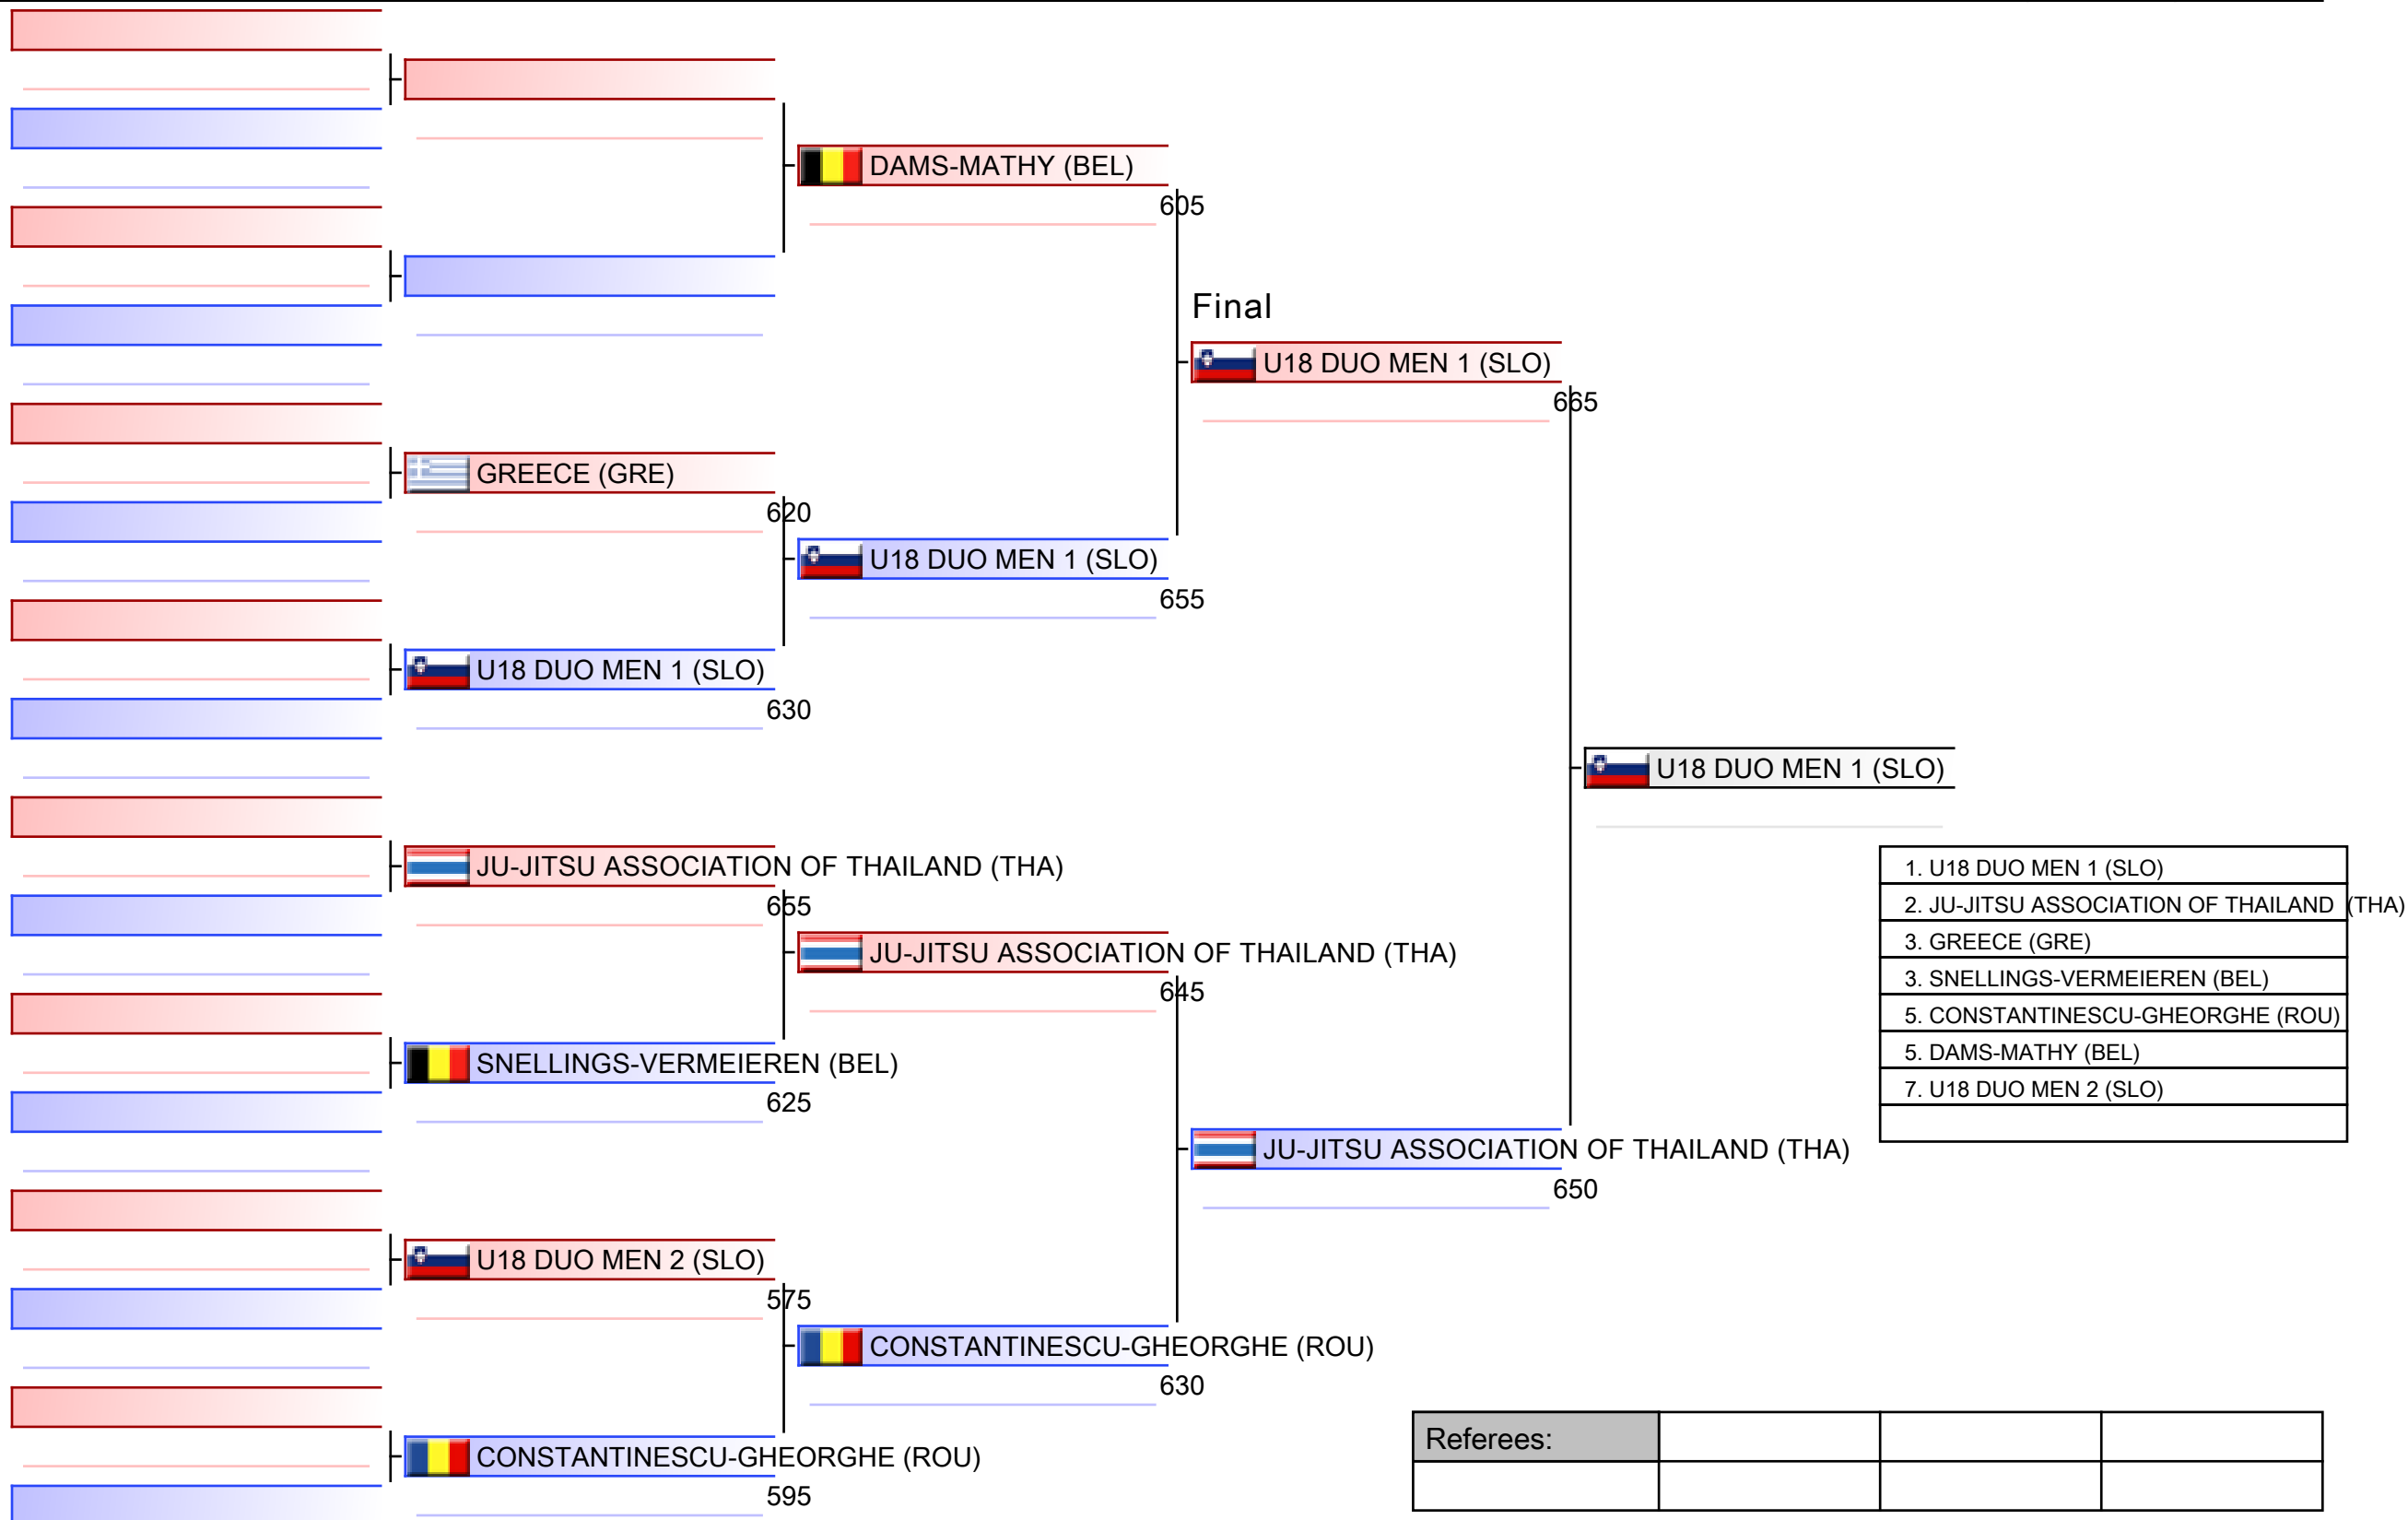 DAMS-MATHY (BEL)
605
Final
U18 DUO MEN 1 (SLO)
665
GREECE (GRE)
620
U18 DUO MEN 1 (SLO)
655
U18 DUO MEN 1 (SLO)
630
U18 DUO MEN 1 (SLO)
JU-JITSU ASSOCIATION OF THAILAND (THA)
655
JU-JITSU ASSOCIATION OF THAILAND (THA)
645
SNELLINGS-VERMEIEREN (BEL)
625
JU-JITSU ASSOCIATION OF THAILAND (THA)
650
U18 DUO MEN 2 (SLO)
575
CONSTANTINESCU-GHEORGHE (ROU)
630
CONSTANTINESCU-GHEORGHE (ROU)
595
1. U18 DUO MEN 1 (SLO)
2. JU-JITSU ASSOCIATION OF THAILAND (THA)
3. GREECE (GRE)
3. SNELLINGS-VERMEIEREN (BEL)
5. CONSTANTINESCU-GHEORGHE (ROU)
5. DAMS-MATHY (BEL)
7. U18 DUO MEN 2 (SLO)
Referees: